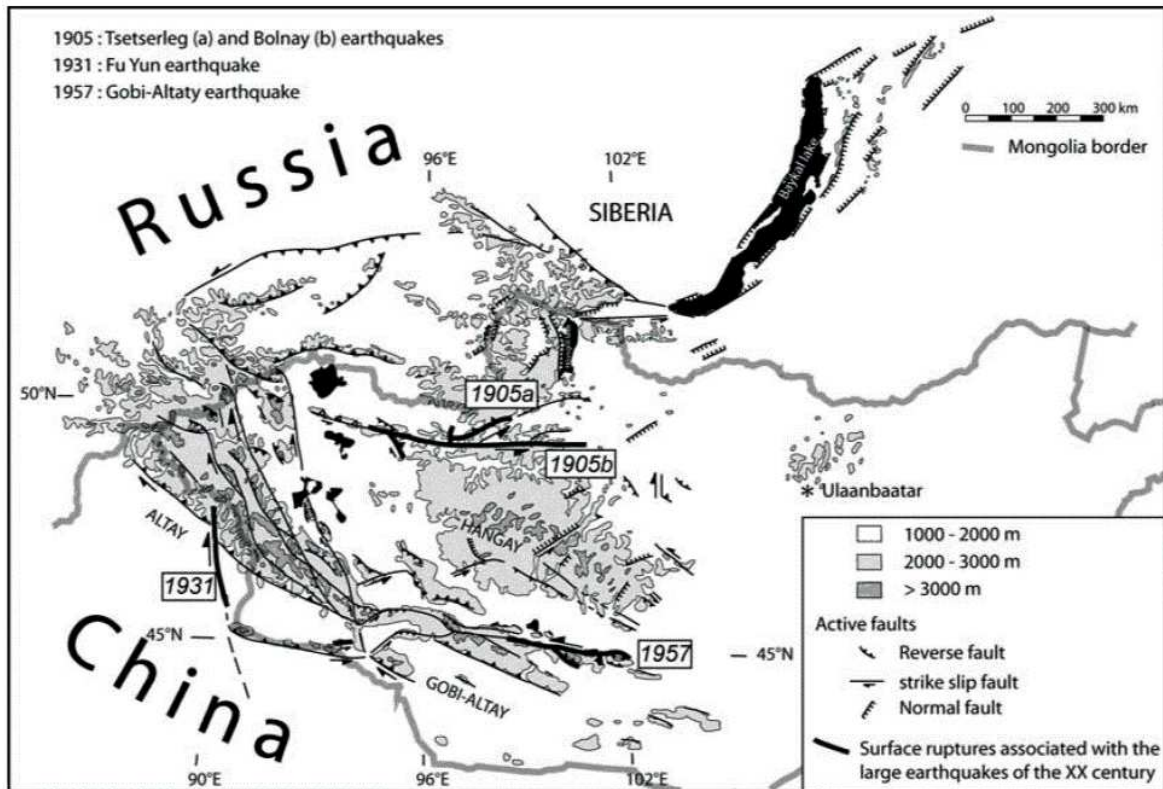 1905 : Tsetserleg (a) and Bolnay (b) earthquakes
1931 : Fu Yun earthquake
1957 : Gobi-Altaty earthquake
0 100 200 300 km
Mongolia border
Russia
96°E
102°E
SIBERIA
Baykal lake
50°N
1905a
1905b
* Ulaanbaatar
ALTAY
HANGAY
1931
China
45°N
1957
45°N
GOBI-ALTAY
90°E
96°E
102°E
1000 - 2000 m
2000 - 3000 m
> 3000 m
Active faults
Reverse fault
strike slip fault
Normal fault
Surface ruptures associated with the
large earthquakes of the XX century